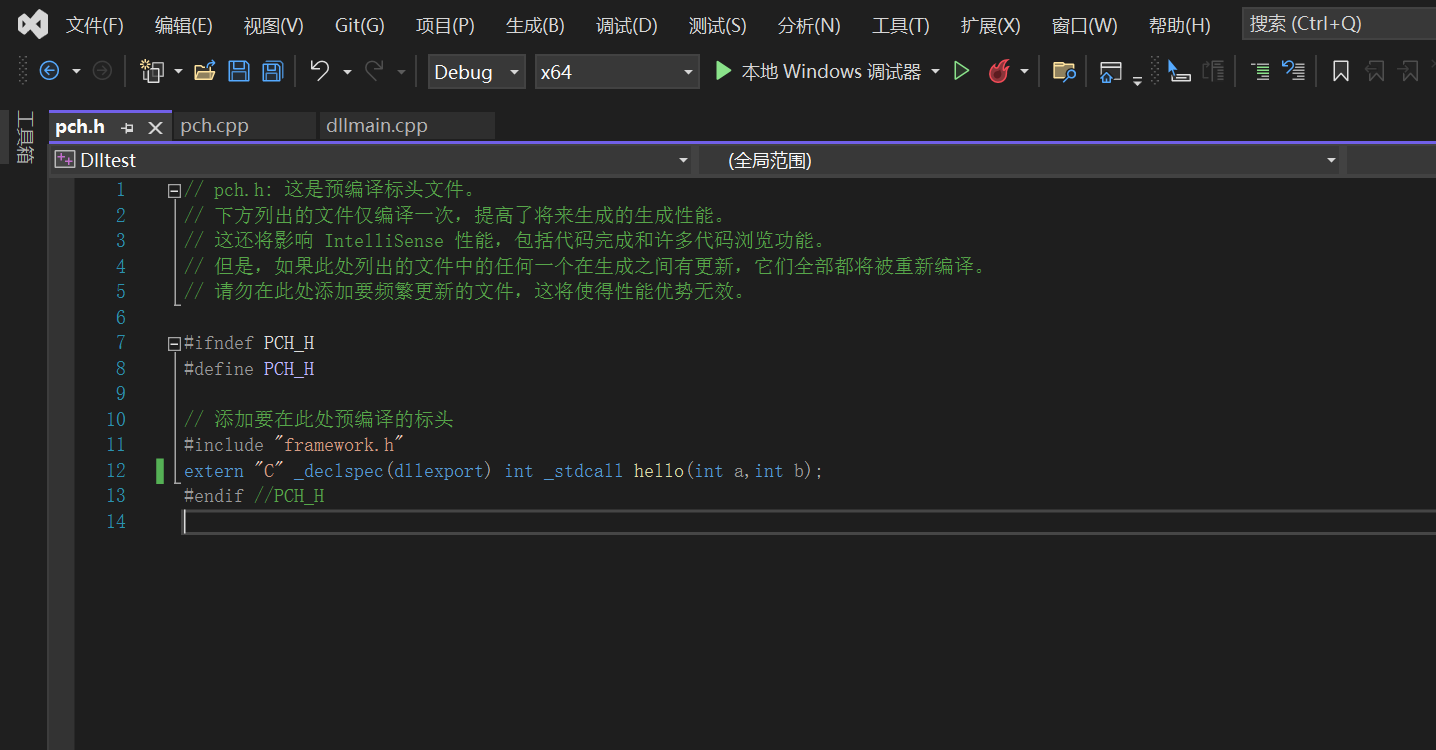 文件(F) 编辑(E) 视图(V) Git(G) 项目(P) 生成(B) 调试(D) 测试(S) 分析(N) 工具(T) 扩展(X) 窗口(W) 帮助(H) 搜索 (Ctrl+Q)
Debug x64 本地 Windows 调试器
工具箱
pch.h pch.cpp dllmain.cpp
Dlltest (全局范围)
1 // pch.h: 这是预编译标头文件。
2 // 下方列出的文件仅编译一次，提高了将来生成的生成性能。
3 // 这还将影响 IntelliSense 性能，包括代码完成和许多代码浏览功能。
4 // 但是，如果此处列出的文件中的任何一个在生成之间有更新，它们全部都将被重新编译。
5 // 请勿在此处添加要频繁更新的文件，这将使得性能优势无效。
6
7 #ifndef PCH_H
8 #define PCH_H
9
10 // 添加要在此处预编译的标头
11 #include "framework.h"
12 extern "C" _declspec(dllexport) int _stdcall hello(int a,int b);
13 #endif //PCH_H
14